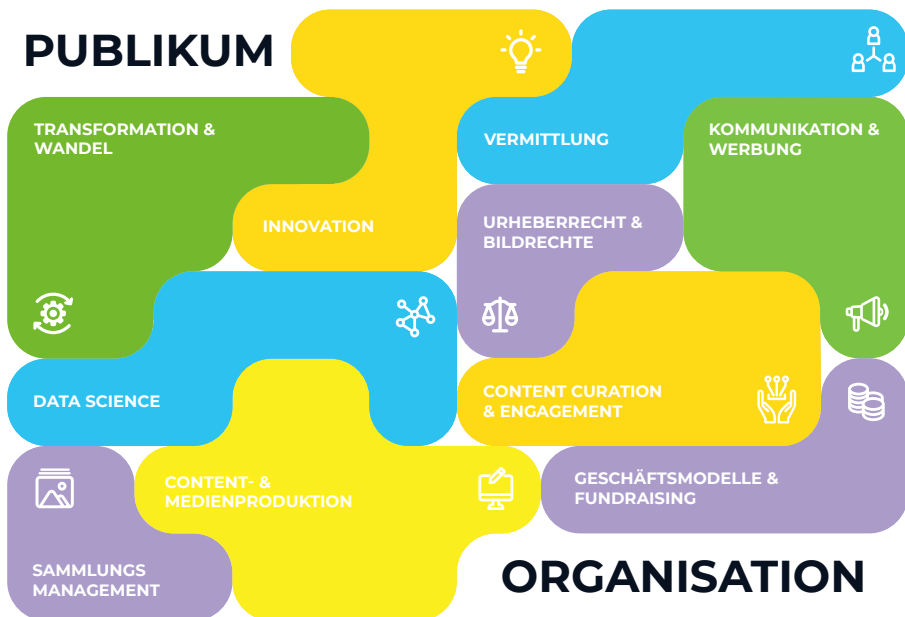 PUBLIKUM
TRANSFORMATION &
WANDEL
VERMITTLUNG
KOMMUNIKATION &
WERBUNG
INNOVATION
URHEBERRECHT &
BILDRECHTE
DATA SCIENCE
CONTENT CURATION
& ENGAGEMENT
CONTENT- &
MEDIENPRODUKTION
GESCHÄFTSMODELLE &
FUNDRAISING
SAMMLUNGS
MANAGEMENT
ORGANISATION